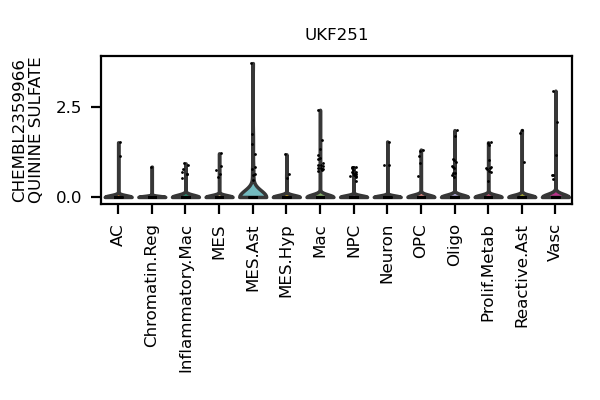 UKF251
CHEMBL2359966
QUININE SULFATE
2.5
0.0
AC
Chromatin.Reg
Inflammatory.Mac
MES
MES.Ast
MES.Hyp
Mac
NPC
Neuron
OPC
Oligo
Prolif.Metab
Reactive.Ast
Vasc